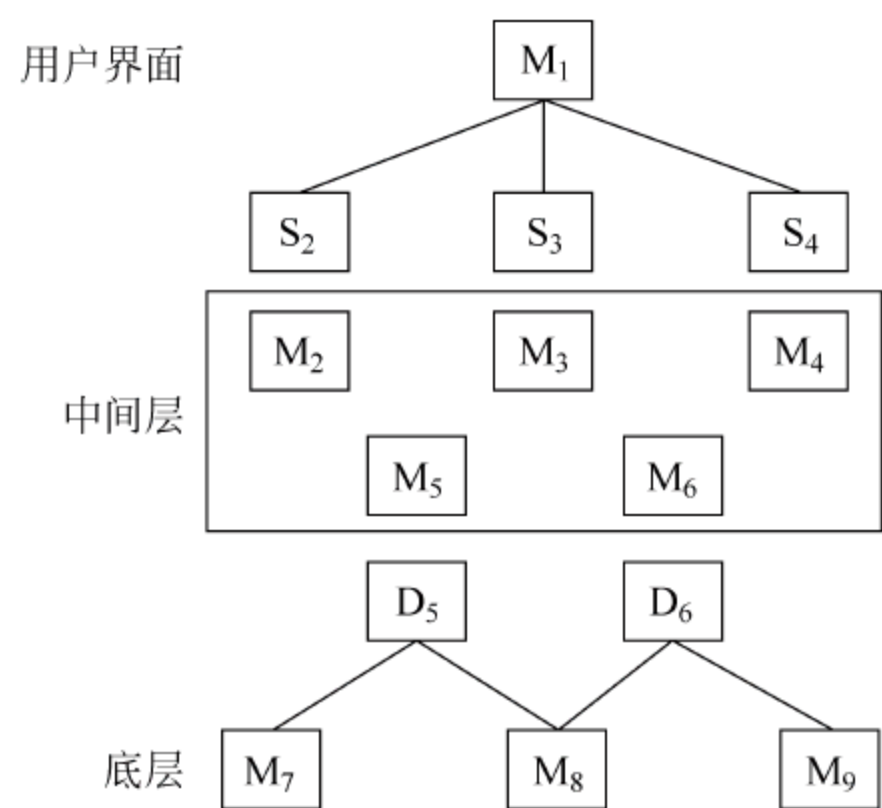 用户界面 M₁
S₂ S₃ S₄
M₂ M₃ M₄
中间层
M₅ M₆
D₅ D₆
底层 M₇ M₈ M₉